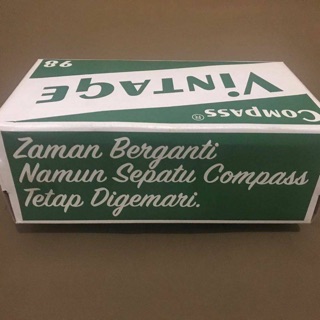 Compass®
Vintage
98
Zaman Berganti
Namun Sepatu Compass
Tetap Digemari.